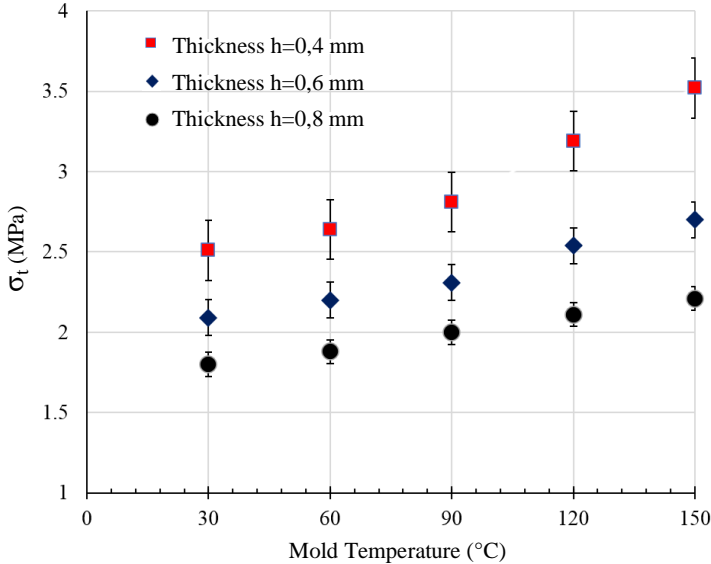 4
Thickness h=0,4 mm
Thickness h=0,6 mm
Thickness h=0,8 mm
3.5
3
2.5
2
1.5
1
σt (MPa)
0 30 60 90 120 150
Mold Temperature (°C)